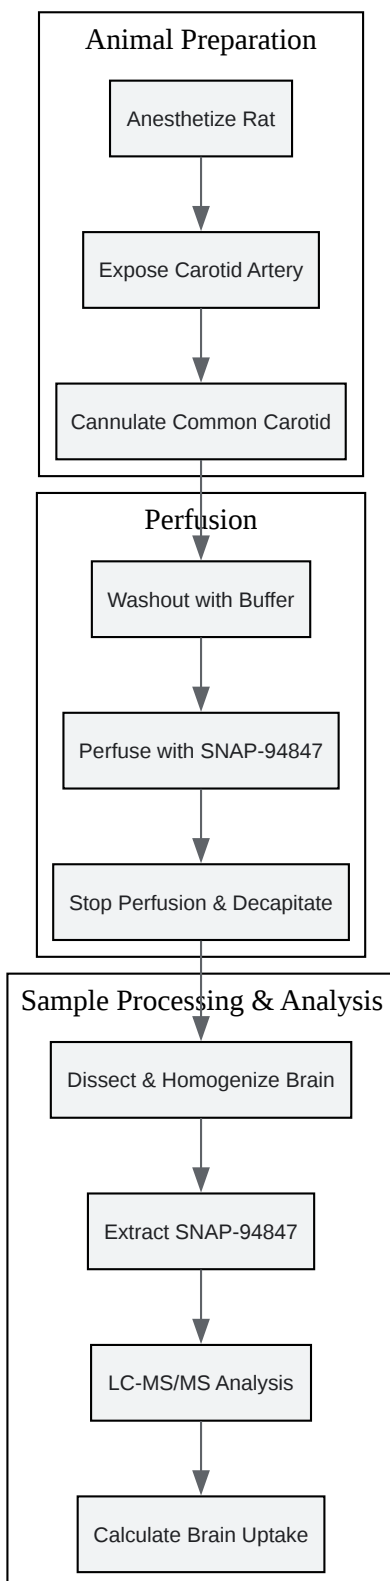 Animal Preparation
Anesthetize Rat
Expose Carotid Artery
Cannulate Common Carotid
Perfusion
Washout with Buffer
Perfuse with SNAP-94847
Stop Perfusion & Decapitate
Sample Processing & Analysis
Dissect & Homogenize Brain
Extract SNAP-94847
LC-MS/MS Analysis
Calculate Brain Uptake